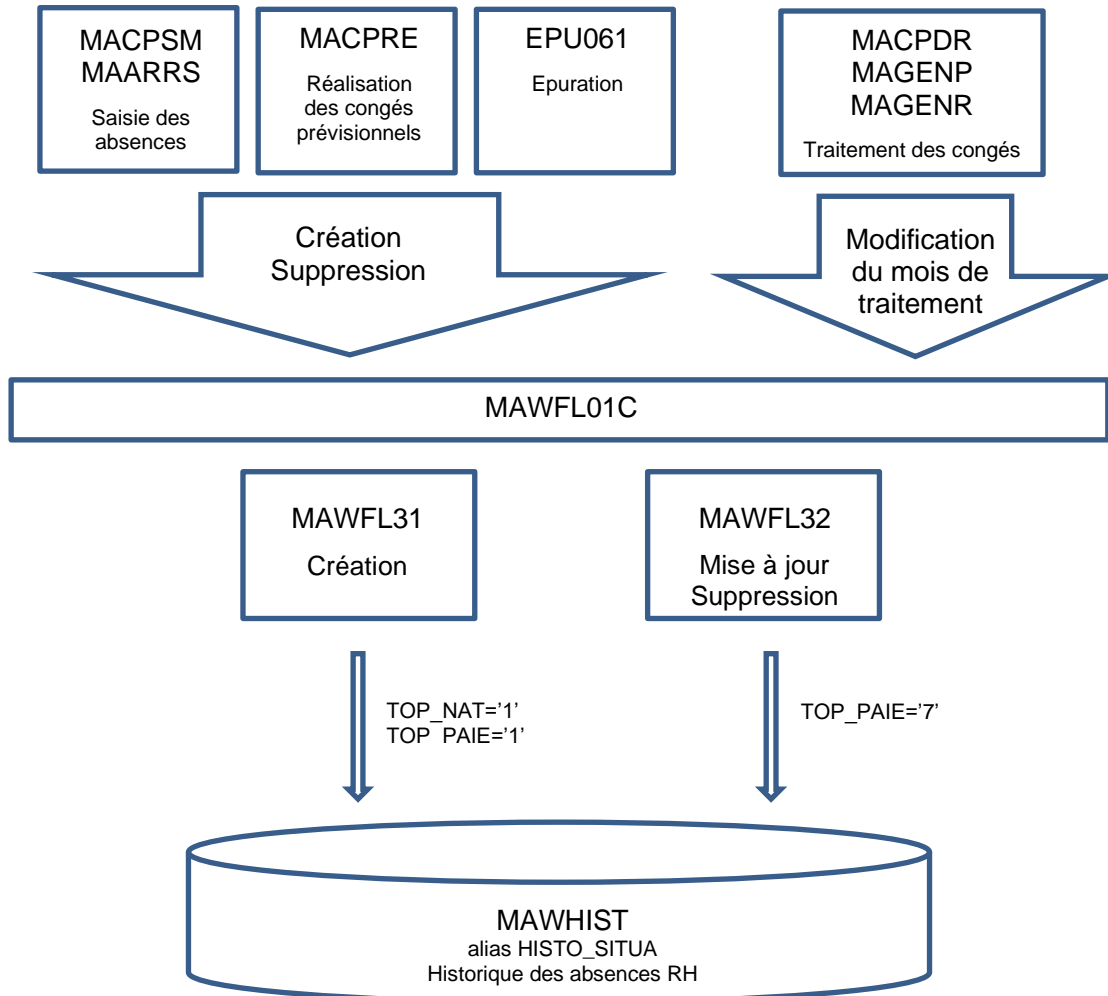 MACPSM
MAARRS
Saisie des
absences
MACPRE
Réalisation
des congés
prévisionnels
EPU061
Epuration
MACPDR
MAGENP
MAGENR
Traitement des congés
Création
Suppression
Modification
du mois de
traitement
MAWFL01C
MAWFL31
Création
MAWFL32
Mise à jour
Suppression
TOP_NAT='1’
TOP_PAIE='1’
TOP_PAIE='7’
MAWHIST
alias HISTO_SITUA
Historique des absences RH